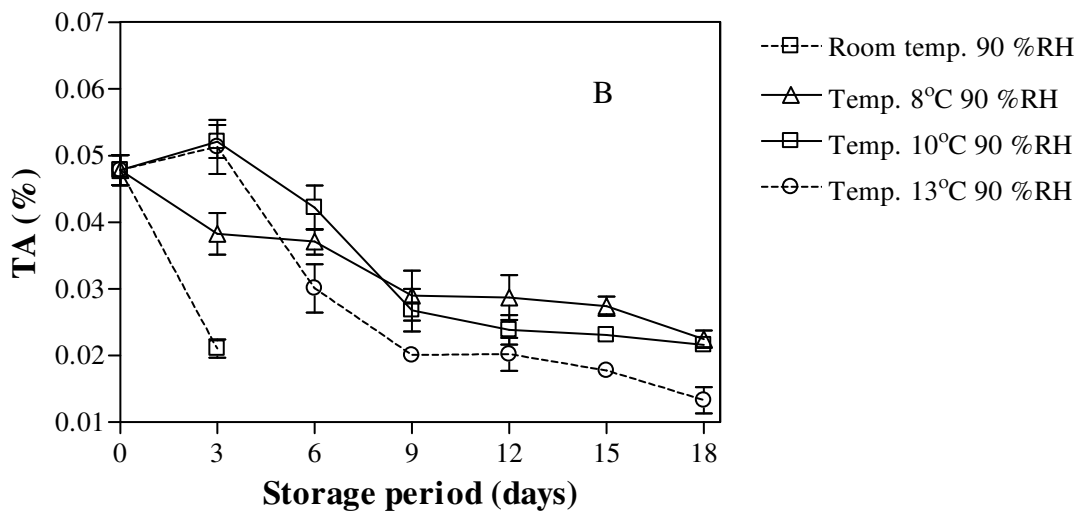 0.07
0.06
0.05
0.04
0.03
0.02
0.01
TA (%)
B
0 3 6 9 12 15 18
Storage period (days)
Room temp. 90 %RH
Temp. 8°C 90 %RH
Temp. 10°C 90 %RH
Temp. 13°C 90 %RH